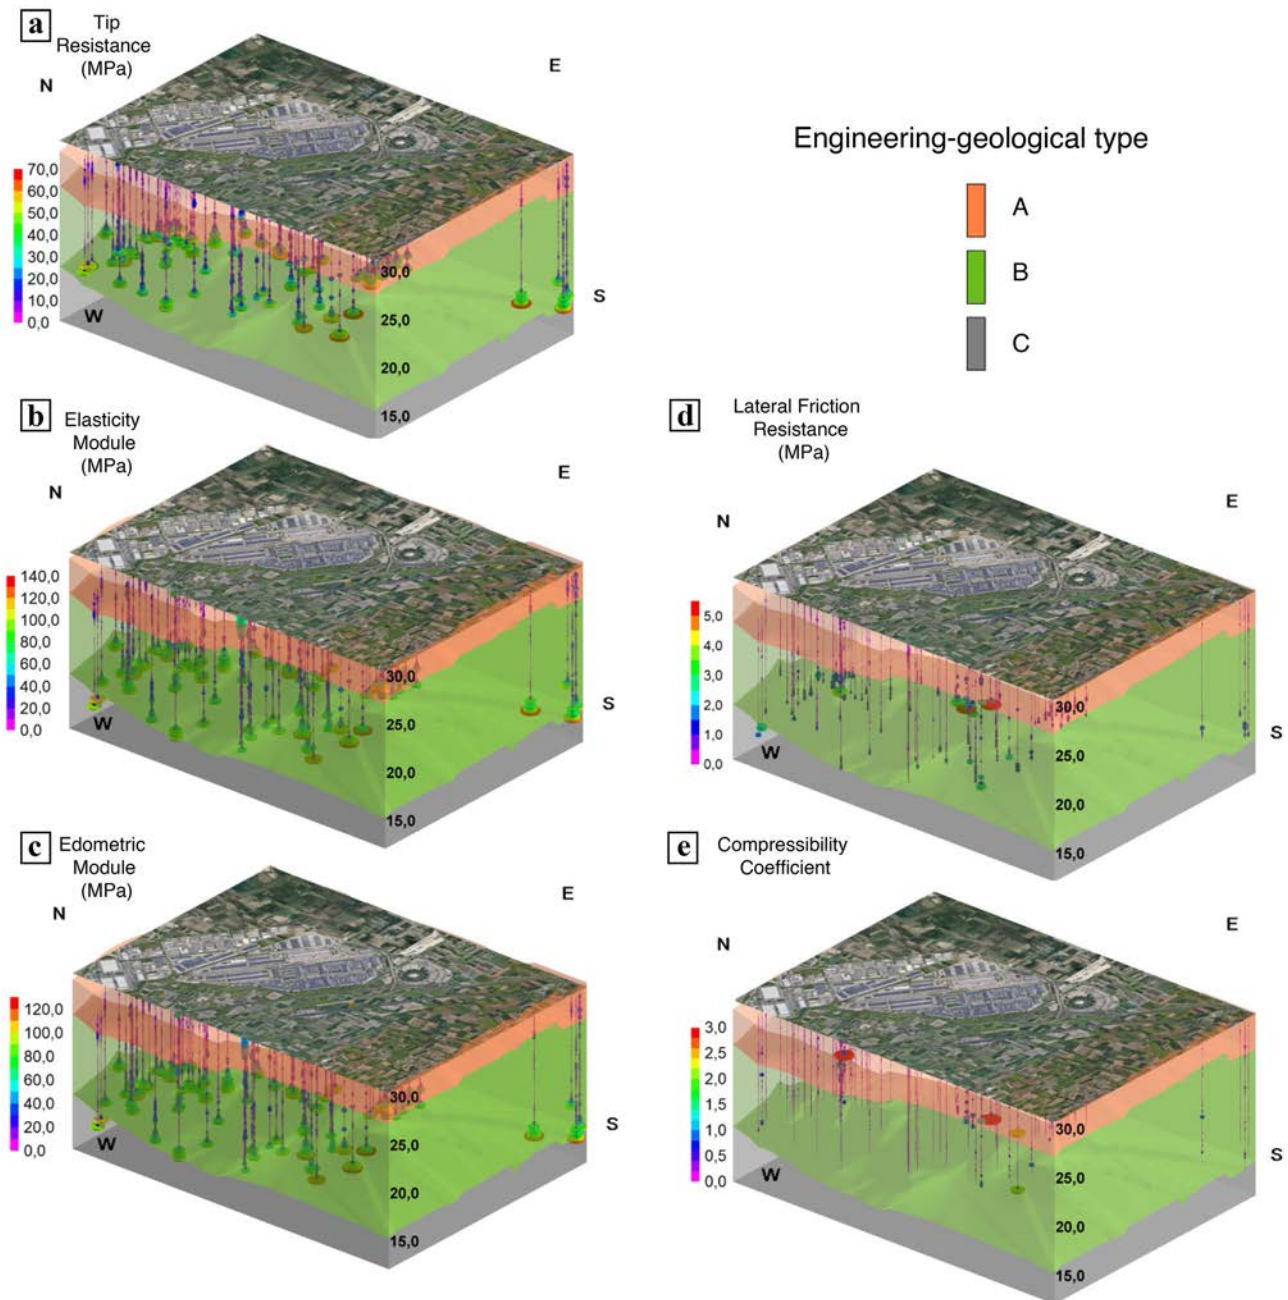 a
Tip
Resistance
(MPa)
N
E
70,0
60,0
50,0
40,0
30,0
20,0
10,0
0,0
W
S
30,0
25,0
20,0
15,0
Engineering-geological type
A
B
C
b
Elasticity
Module
(MPa)
N
E
140,0
120,0
100,0
80,0
60,0
40,0
20,0
0,0
W
S
30,0
25,0
20,0
15,0
d
Lateral Friction
Resistance
(MPa)
N
E
5,0
4,0
3,0
2,0
1,0
0,0
W
S
30,0
25,0
20,0
15,0
c
Edometric
Module
(MPa)
N
E
120,0
100,0
80,0
60,0
40,0
20,0
0,0
W
S
30,0
25,0
20,0
15,0
e
Compressibility
Coefficient
N
E
3,0
2,5
2,0
1,5
1,0
0,5
0,0
W
S
30,0
25,0
20,0
15,0